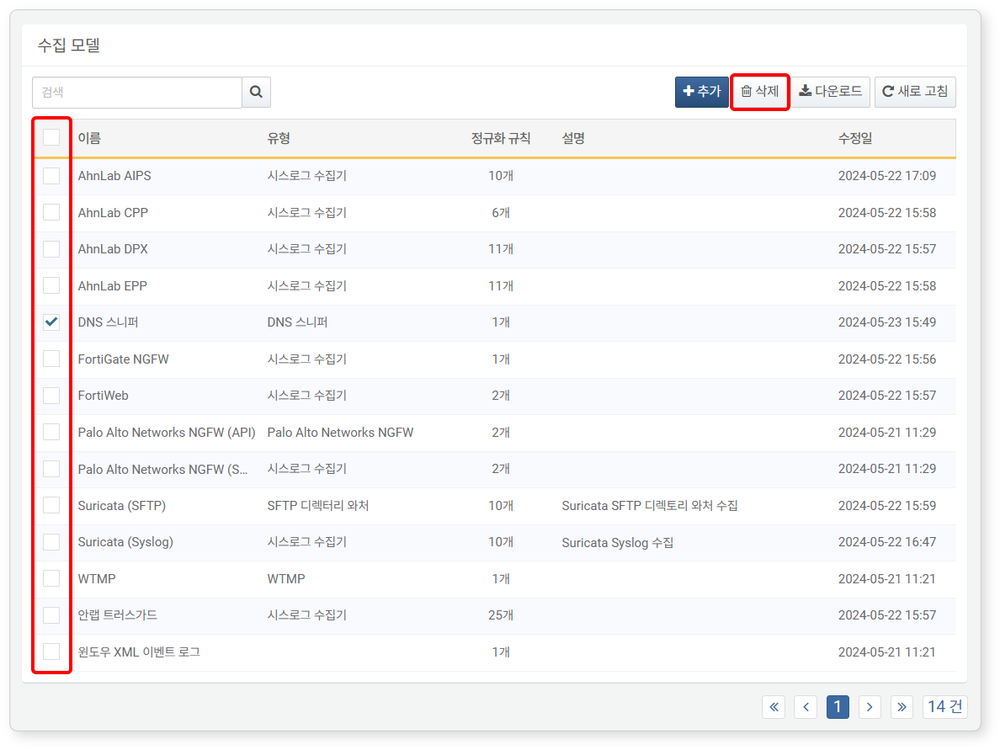 수집 모델
검색 추가 삭제 다운로드 새로 고침
이름 유형 정규화 규칙 설명 수정일
AhnLab AIPS 시스로그 수집기 10개 2024-05-22 17:09
AhnLab CPP 시스로그 수집기 6개 2024-05-22 15:58
AhnLab DPX 시스로그 수집기 11개 2024-05-22 15:57
AhnLab EPP 시스로그 수집기 11개 2024-05-22 15:58
DNS 스니퍼 DNS 스니퍼 1개 2024-05-23 15:49
FortiGate NGFW 시스로그 수집기 1개 2024-05-22 15:56
FortiWeb 시스로그 수집기 2개 2024-05-22 15:57
Palo Alto Networks NGFW (API) Palo Alto Networks NGFW 2개 2024-05-21 11:29
Palo Alto Networks NGFW (S... 시스로그 수집기 2개 2024-05-21 11:29
Suricata (SFTP) SFTP 디렉터리 와처 10개 Suricata SFTP 디렉토리 와처 수집 2024-05-22 15:59
Suricata (Syslog) 시스로그 수집기 10개 Suricata Syslog 수집 2024-05-22 16:47
WTMP WTMP 1개 2024-05-21 11:21
안랩 트러스가드 시스로그 수집기 25개 2024-05-22 15:57
윈도우 XML 이벤트 로그 1개 2024-05-21 11:21
« ‹ 1 › » 14 건